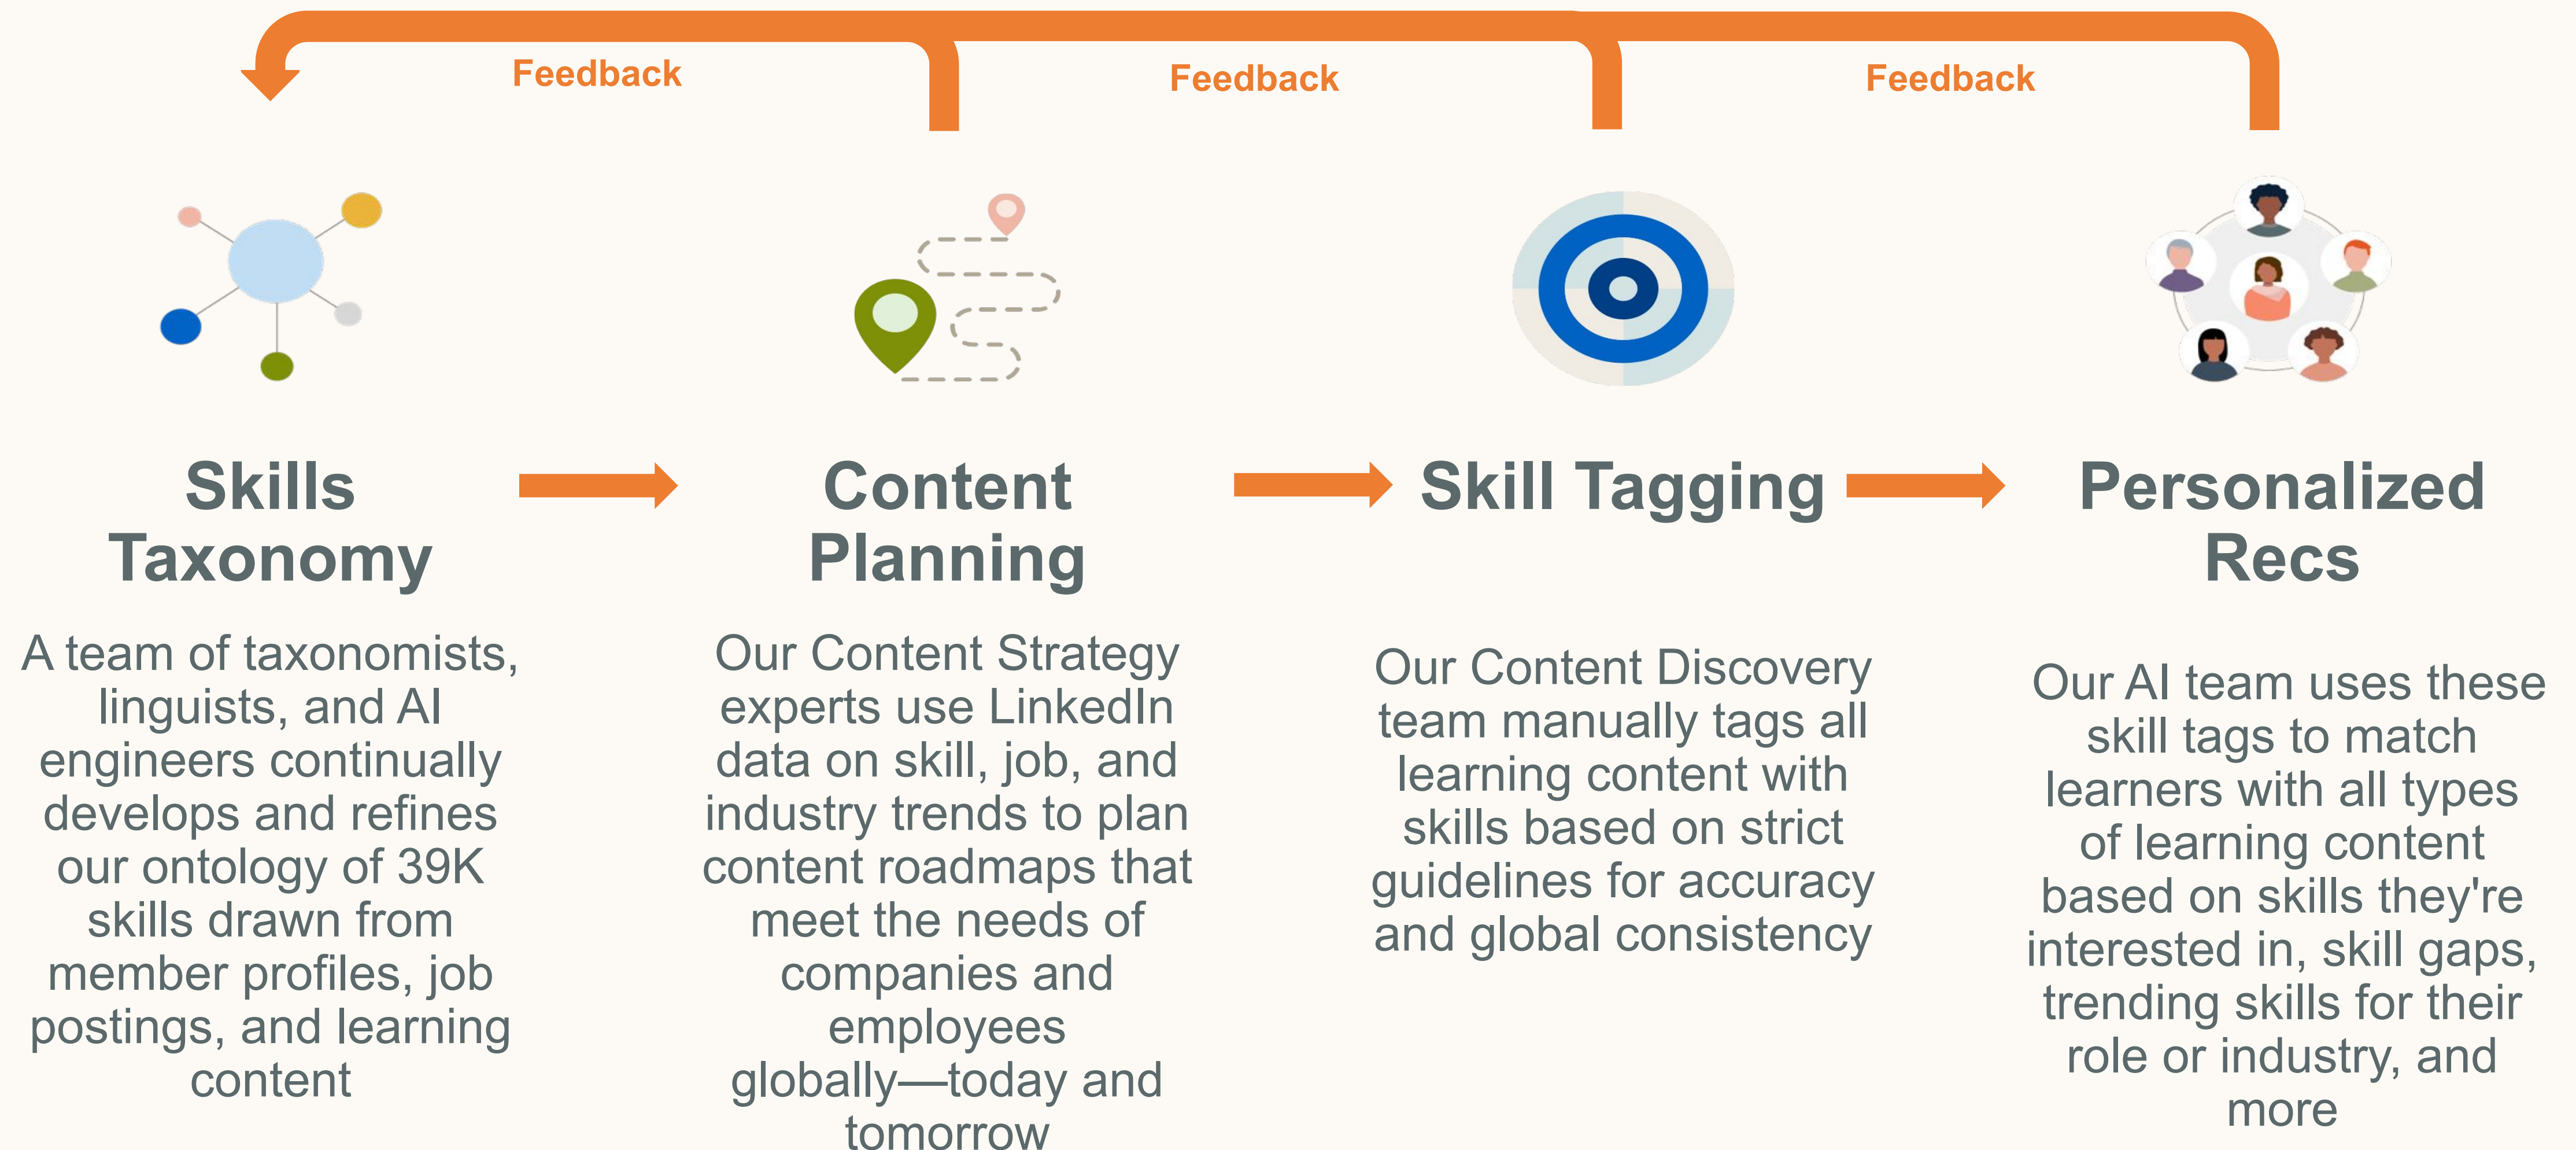 Feedback
Feedback
Feedback
Skills
Taxonomy
A team of taxonomists,
linguists, and AI
engineers continually
develops and refines
our ontology of 39K
skills drawn from
member profiles, job
postings, and learning
content
Content
Planning
Our Content Strategy
experts use LinkedIn
data on skill, job, and
industry trends to plan
content roadmaps that
meet the needs of
companies and
employees
globally—today and
tomorrow
Skill Tagging
Our Content Discovery
team manually tags all
learning content with
skills based on strict
guidelines for accuracy
and global consistency
Personalized
Recs
Our AI team uses these
skill tags to match
learners with all types
of learning content
based on skills they're
interested in, skill gaps,
trending skills for their
role or industry, and
more